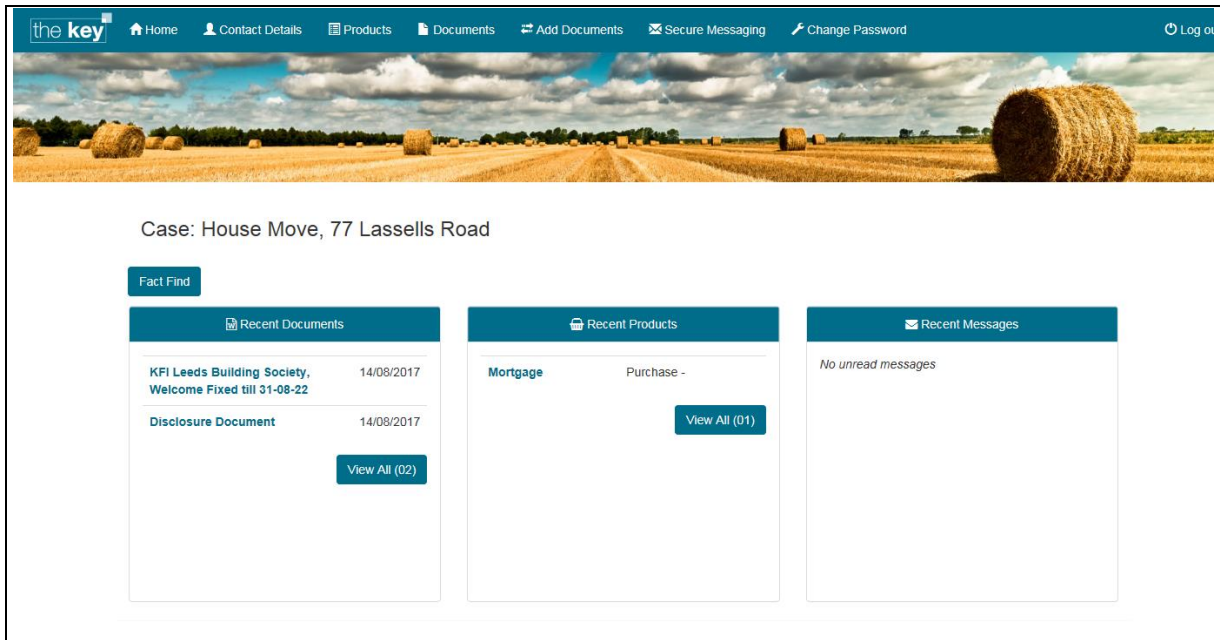 the key Home Contact Details Products Documents Add Documents Secure Messaging Change Password Log ou
Case: House Move, 77 Lassells Road
Fact Find
Recent Documents
KFI Leeds Building Society, 14/08/2017
Welcome Fixed till 31-08-22
Disclosure Document 14/08/2017
View All (02)
Recent Products
Mortgage Purchase -
View All (01)
Recent Messages
No unread messages